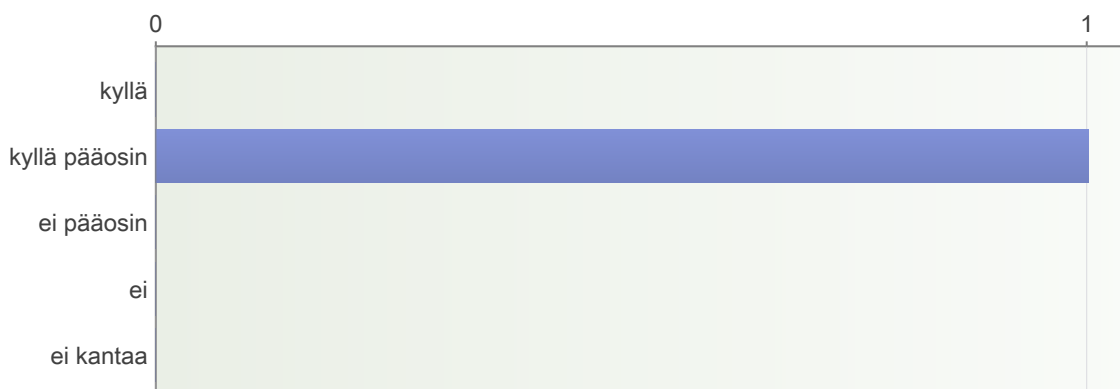 0 1
kyllä
kyllä pääosin
ei pääosin
ei
ei kantaa